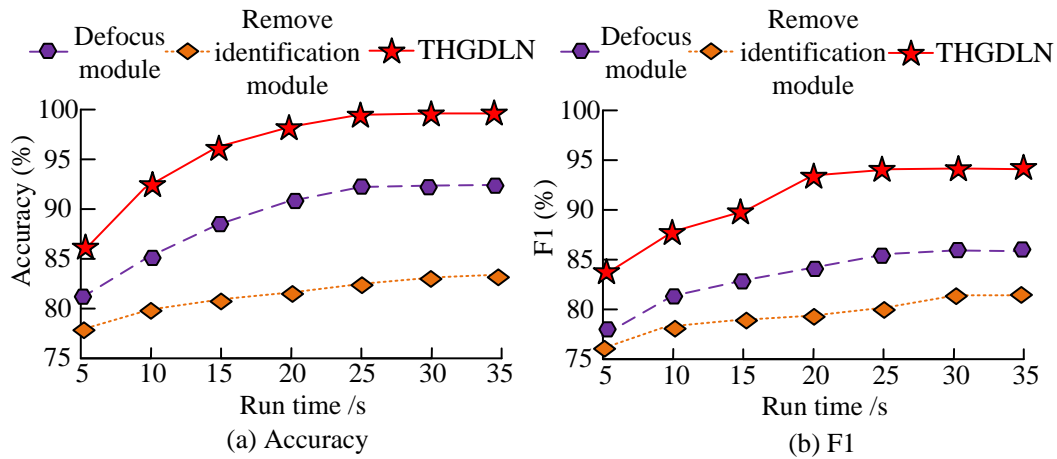 Defocus
module
Remove
identification
module
THGDLN
100
95
90
85
80
75
Accuracy (%)
5 10 15 20 25 30 35
Run time /s
(a) Accuracy
Defocus
module
Remove
identification
module
THGDLN
100
95
90
85
80
75
F1 (%)
5 10 15 20 25 30 35
Run time /s
(b) F1